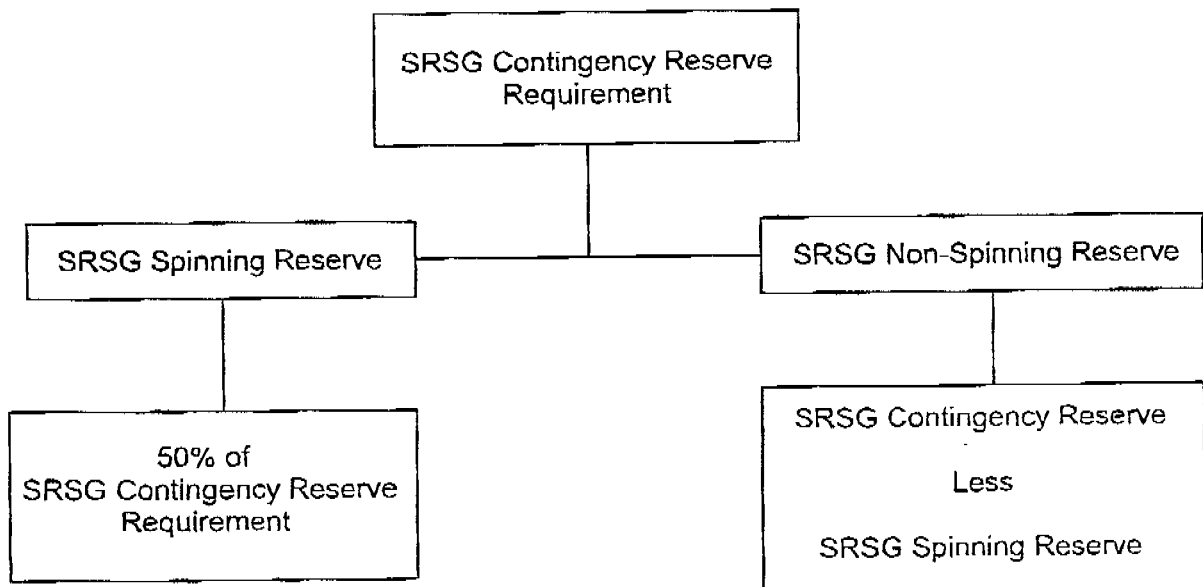 SRSG Contingency Reserve
Requirement
SRSG Spinning Reserve
SRSG Non-Spinning Reserve
50% of
SRSG Contingency Reserve
Requirement
SRSG Contingency Reserve
Less
SRSG Spinning Reserve